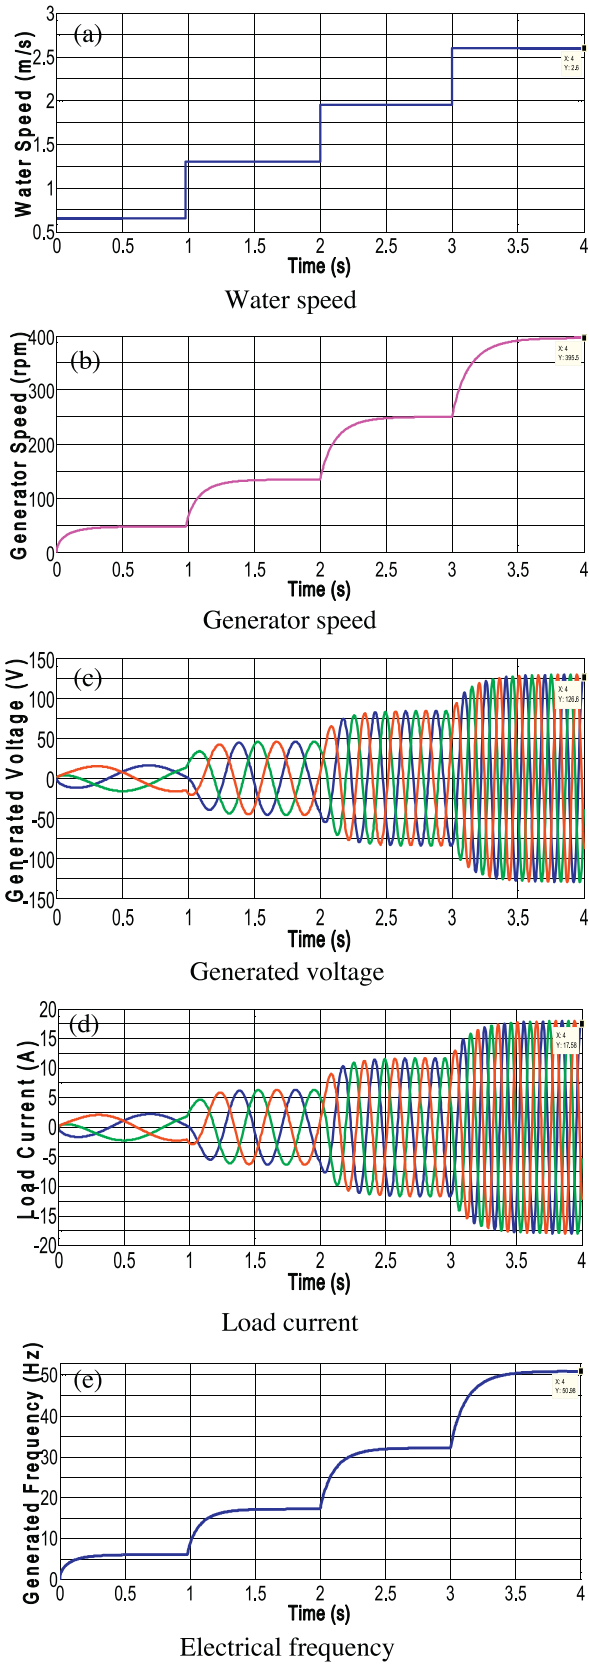 (a)
Water Speed (m/s)
3
2.5
2
1.5
1
0.5
X: 4
Y: 2.6
0 0.5 1 1.5 2 2.5 3 3.5 4
Time (s)
Water speed
(b)
Generator Speed (rpm)
400
300
200
100
0
X: 4
Y: 395.5
0 0.5 1 1.5 2 2.5 3 3.5 4
Time (s)
Generator speed
(c)
Generated Voltage (V)
150
100
50
0
-50
-100
-150
X: 4
Y: 126.6
0 0.5 1 1.5 2 2.5 3 3.5 4
Time (s)
Generated voltage
(d)
Load Current (A)
20
15
10
5
0
-5
-10
-15
-20
X: 4
Y: 17.58
0 0.5 1 1.5 2 2.5 3 3.5 4
Time (s)
Load current
(e)
Generated Frequency (Hz)
50
40
30
20
10
0
X: 4
Y: 50.98
0 0.5 1 1.5 2 2.5 3 3.5 4
Time (s)
Electrical frequency